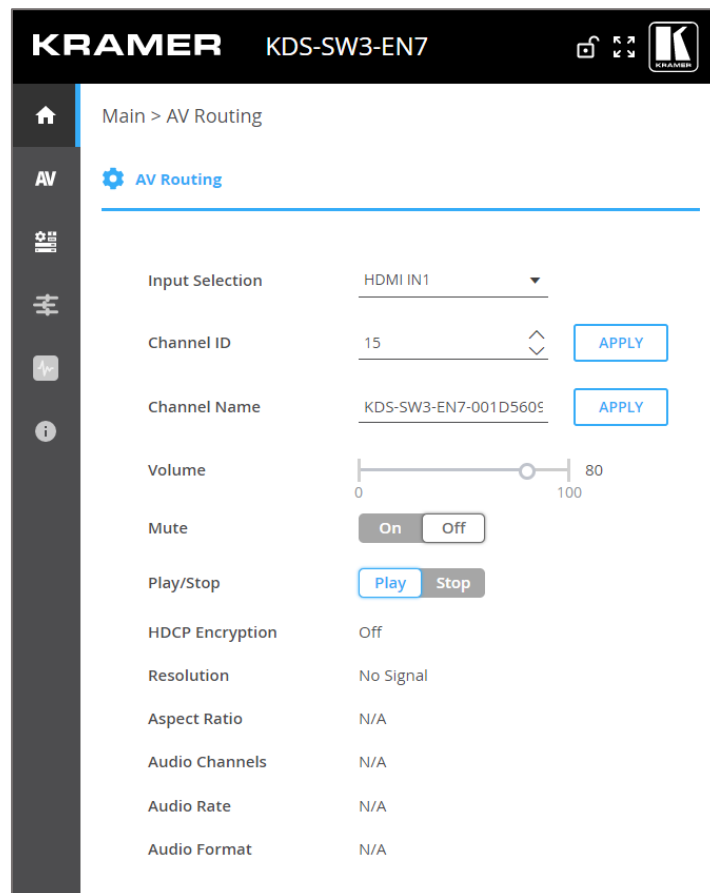 KRAMER KDS-SW3-EN7
KRAMER
Main > AV Routing
AV
AV Routing
Input Selection HDMI IN1
Channel ID 15 APPLY
Channel Name KDS-SW3-EN7-001D5609 APPLY
Volume 80
0 100
Mute On Off
Play/Stop Play Stop
HDCP Encryption Off
Resolution No Signal
Aspect Ratio N/A
Audio Channels N/A
Audio Rate N/A
Audio Format N/A